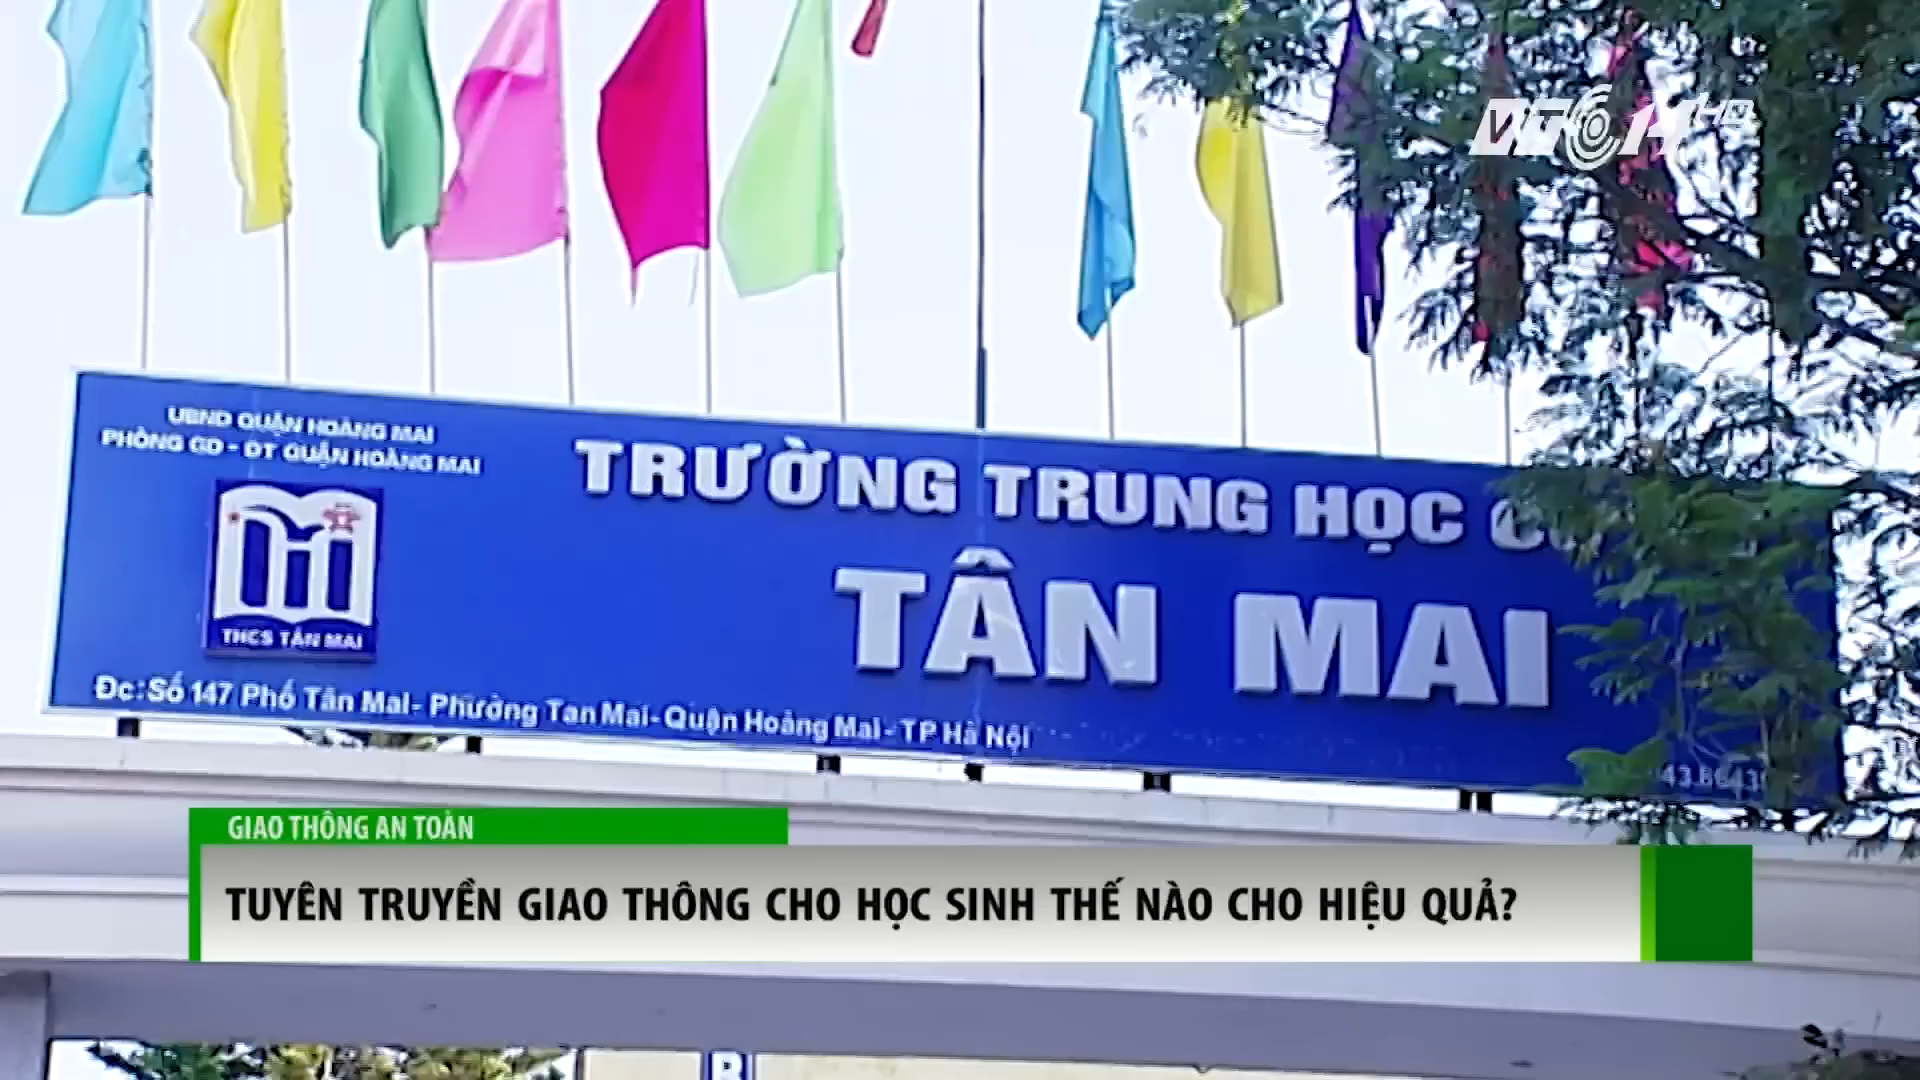 VTC14 HD
UBND QUẬN HOÀNG MAI
PHÒNG GD - ĐT QUẬN HOÀNG MAI
TRƯỜNG TRUNG HỌC
TÂN MAI
THCS TÂN MAI
Đc: Số 147 Phố Tân Mai - Phường Tan Mai - Quận Hoàng Mai - TP Hà Nội
GIAO THÔNG AN TOÀN
TUYÊN TRUYỀN GIAO THÔNG CHO HỌC SINH THẾ NÀO CHO HIỆU QUẢ?